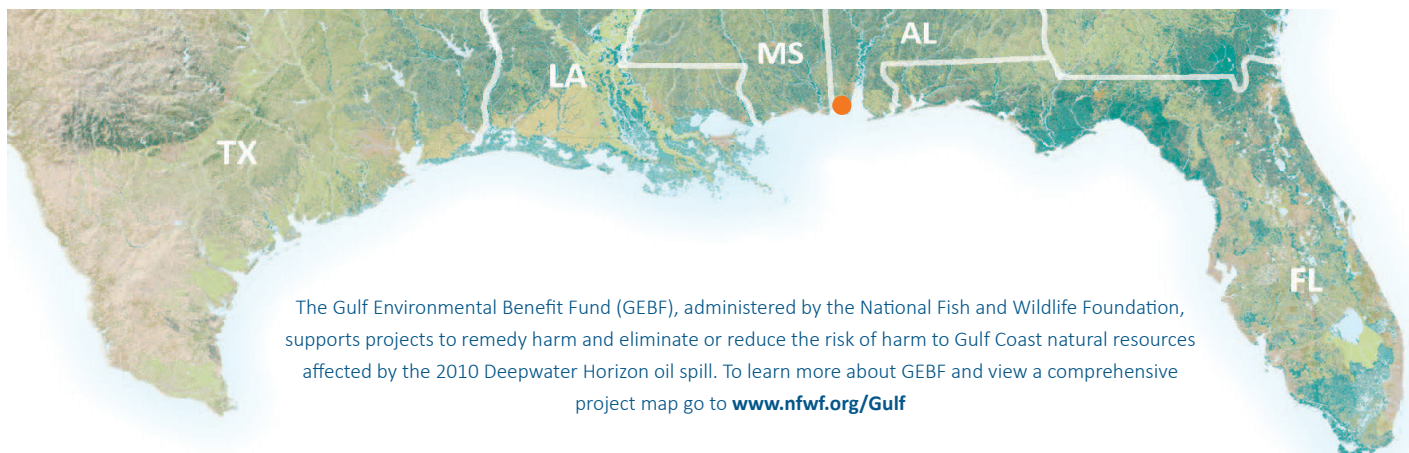 AL
MS
LA
TX
FL
The Gulf Environmental Benefit Fund (GEBF), administered by the National Fish and Wildlife Foundation,
supports projects to remedy harm and eliminate or reduce the risk of harm to Gulf Coast natural resources
affected by the 2010 Deepwater Horizon oil spill. To learn more about GEBF and view a comprehensive
project map go to www.nfwf.org/Gulf